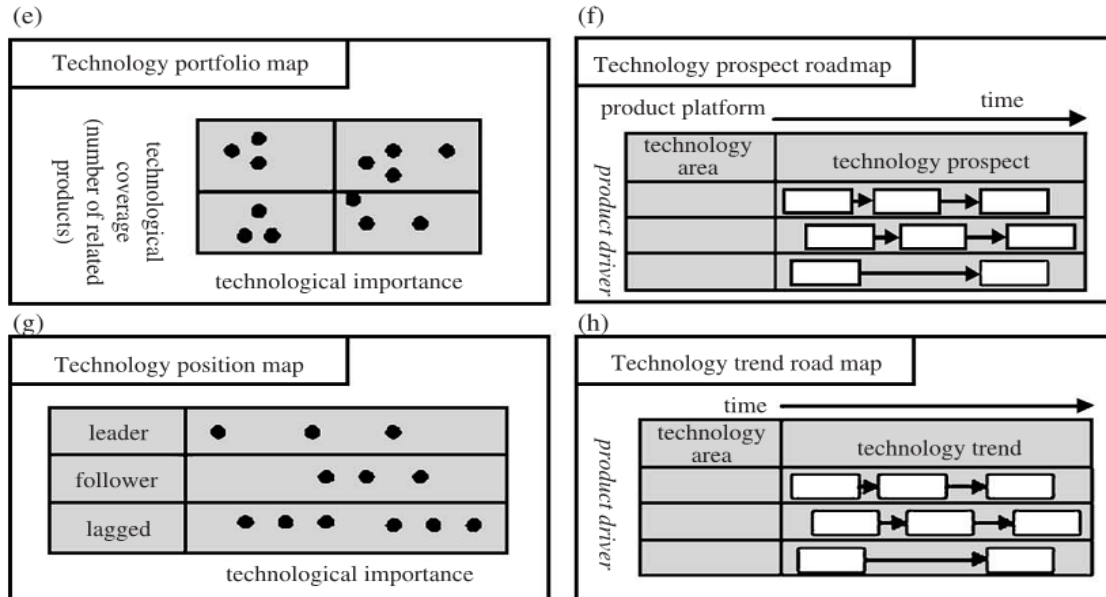 (e)
Technology portfolio map
technological
coverage
(number of related
products)
technological importance
(f)
Technology prospect roadmap
product platform
time
technology
area
technology prospect
product driver
(g)
Technology position map
leader
follower
lagged
technological importance
(h)
Technology trend road map
time
technology
area
technology trend
product driver